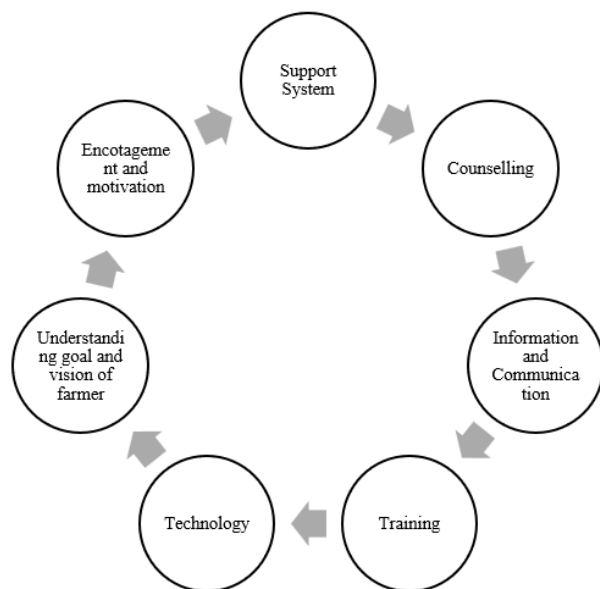 Support
System
Counselling
Information
and
Communica
tion
Training
Technology
Understandi
ng goal and
vision of
farmer
Encotageme
nt and
motivation